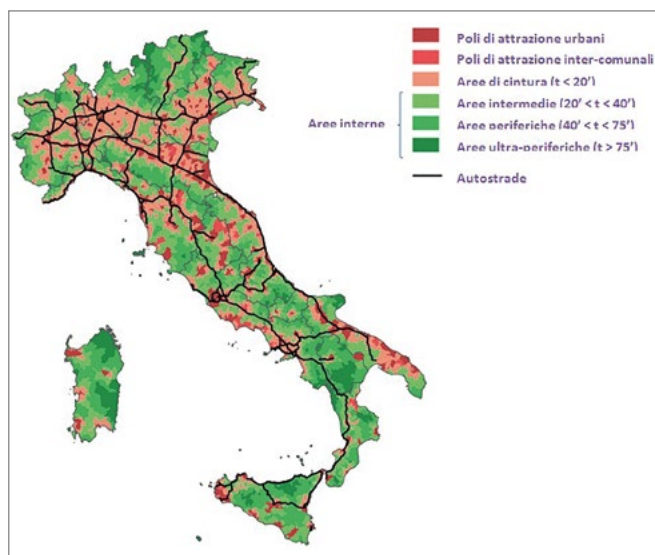 Poli di attrazione urbani
Poli di attrazione inter-comunali
Aree di cintura (t < 20')
Aree interne
Aree intermedie (20' < t < 40')
Aree periferiche (40' < t < 75')
Aree ultra-periferiche (t > 75')
Autostrade